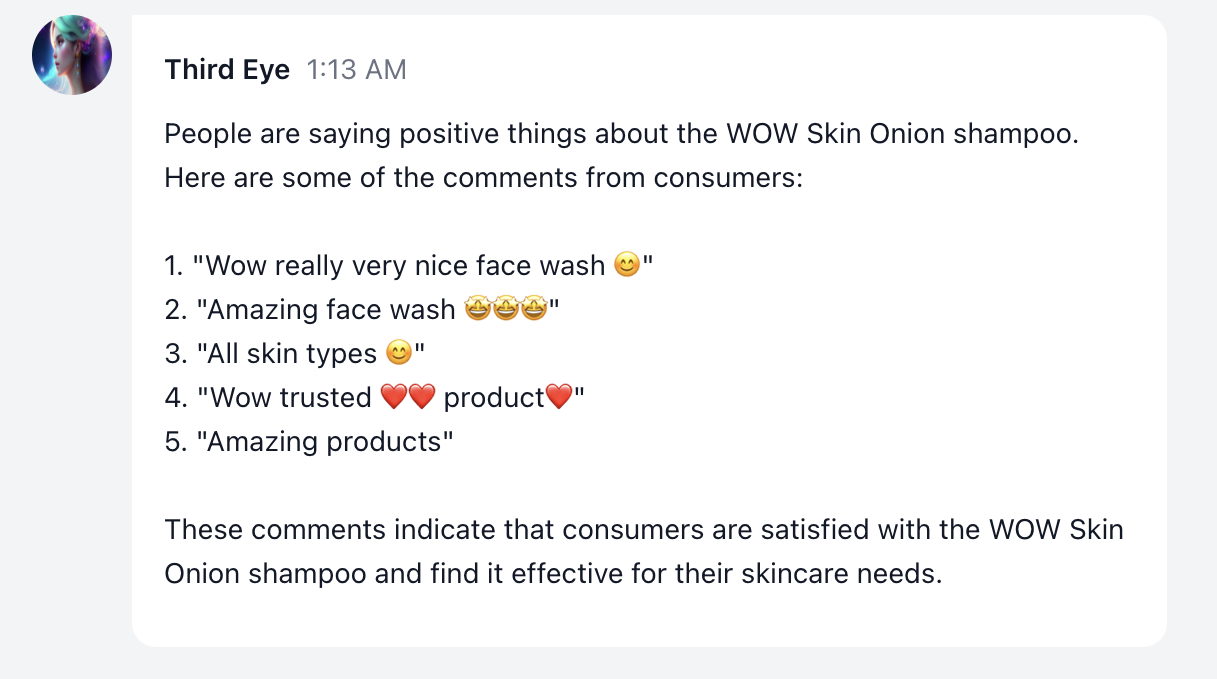 Third Eye 1:13 AM
People are saying positive things about the WOW Skin Onion shampoo.
Here are some of the comments from consumers:
1. "Wow really very nice face wash 😊"
2. "Amazing face wash 🤩🤩🤩"
3. "All skin types 😊"
4. "Wow trusted ❤️❤️ product❤️"
5. "Amazing products"
These comments indicate that consumers are satisfied with the WOW Skin
Onion shampoo and find it effective for their skincare needs.